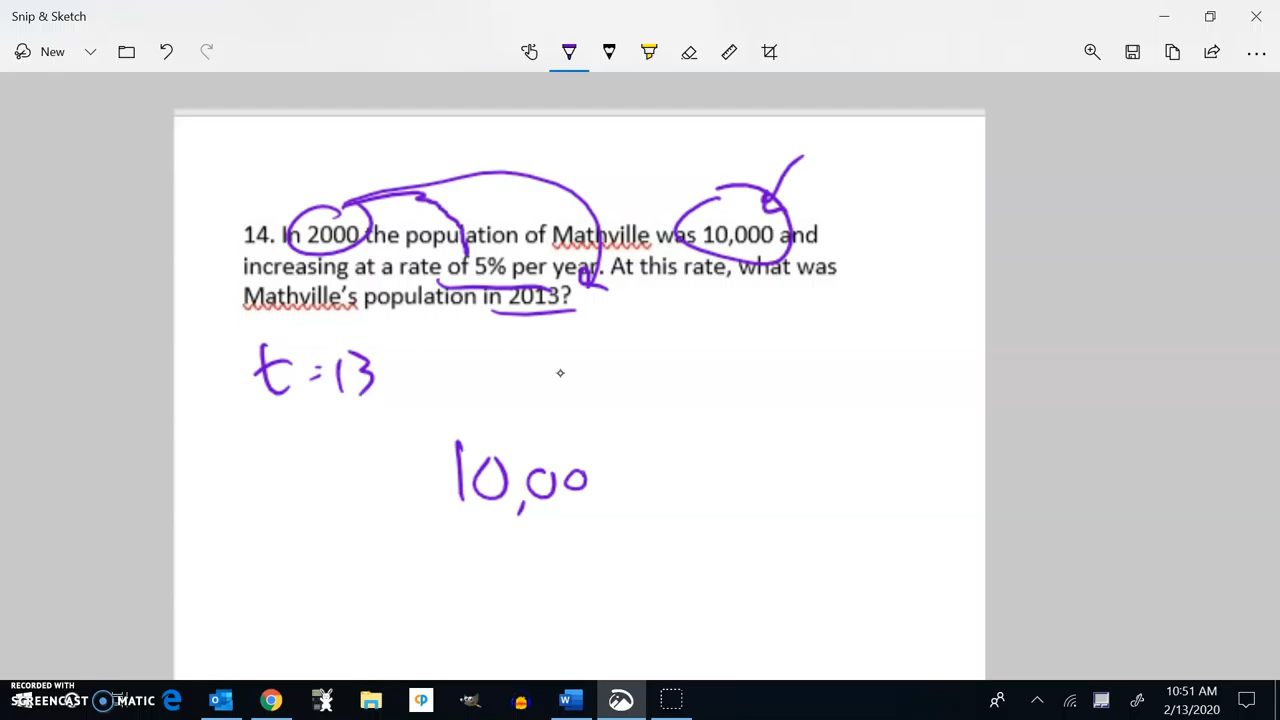 Snip & Sketch
New
14. In 2000 the population of Mathville was 10,000 and
increasing at a rate of 5% per year. At this rate, what was
Mathville's population in 2013?
t = 13
10,00
RECORDED WITH
SCREENCAST MATIC
10:51 AM
2/13/2020